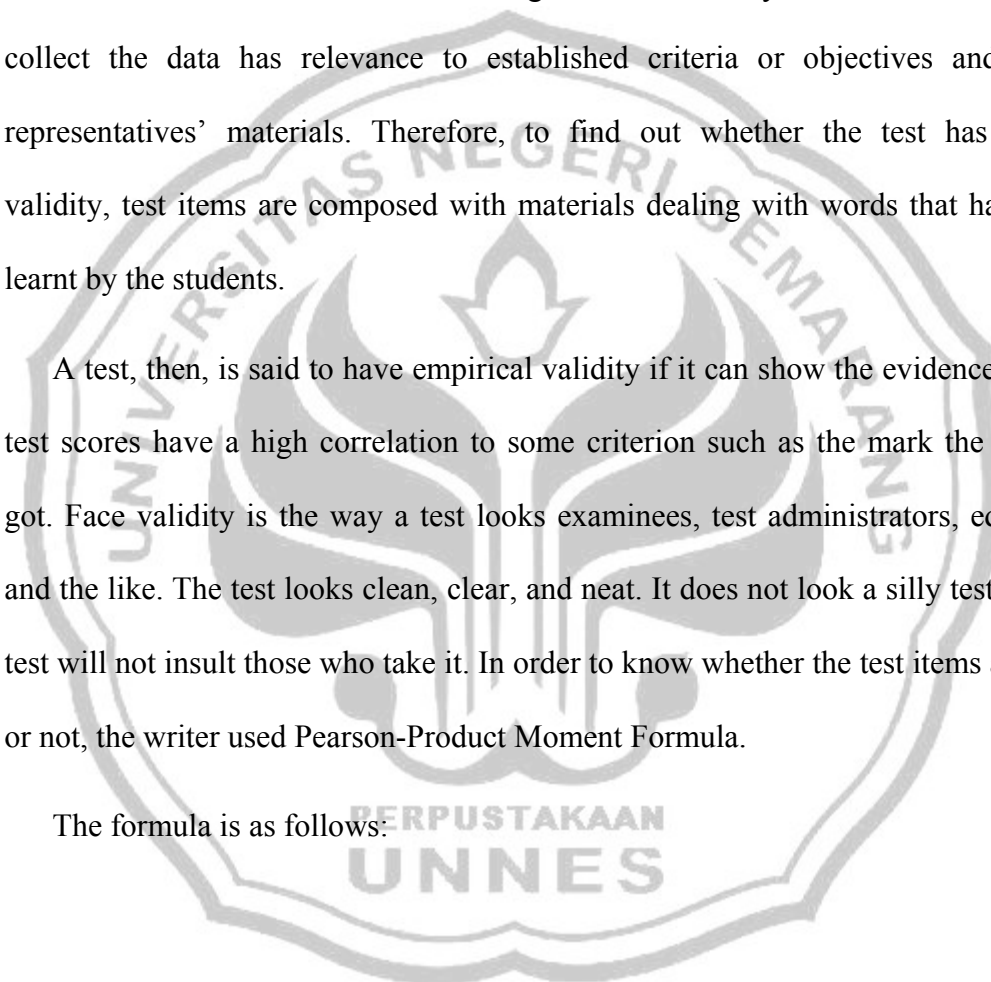 collect the data has relevance to established criteria or objectives and
representatives’ materials. Therefore, to find out whether the test has
validity, test items are composed with materials dealing with words that
learnt by the students.
A test, then, is said to have empirical validity if it can show the evidence
test scores have a high correlation to some criterion such as the mark the
got. Face validity is the way a test looks examinees, test administrators,
and the like. The test looks clean, clear, and neat. It does not look a silly test
test will not insult those who take it. In order to know whether the test items
or not, the writer used Pearson-Product Moment Formula.
The formula is as follows:
UNIVERSITAS NEGERI SEMARANG
PERPUSTAKAAN
UNNES